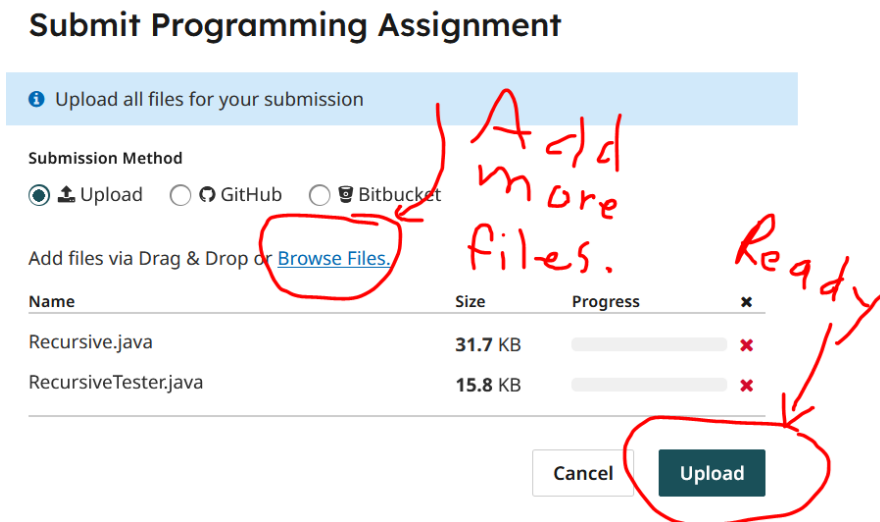 Submit Programming Assignment
Upload all files for your submission
Submission Method
Upload GitHub Bitbucket
Add files via Drag & Drop or Browse Files.
Add
more
files.
Ready
Name Size Progress ×
Recursive.java 31.7 KB ×
RecursiveTester.java 15.8 KB ×
Cancel Upload